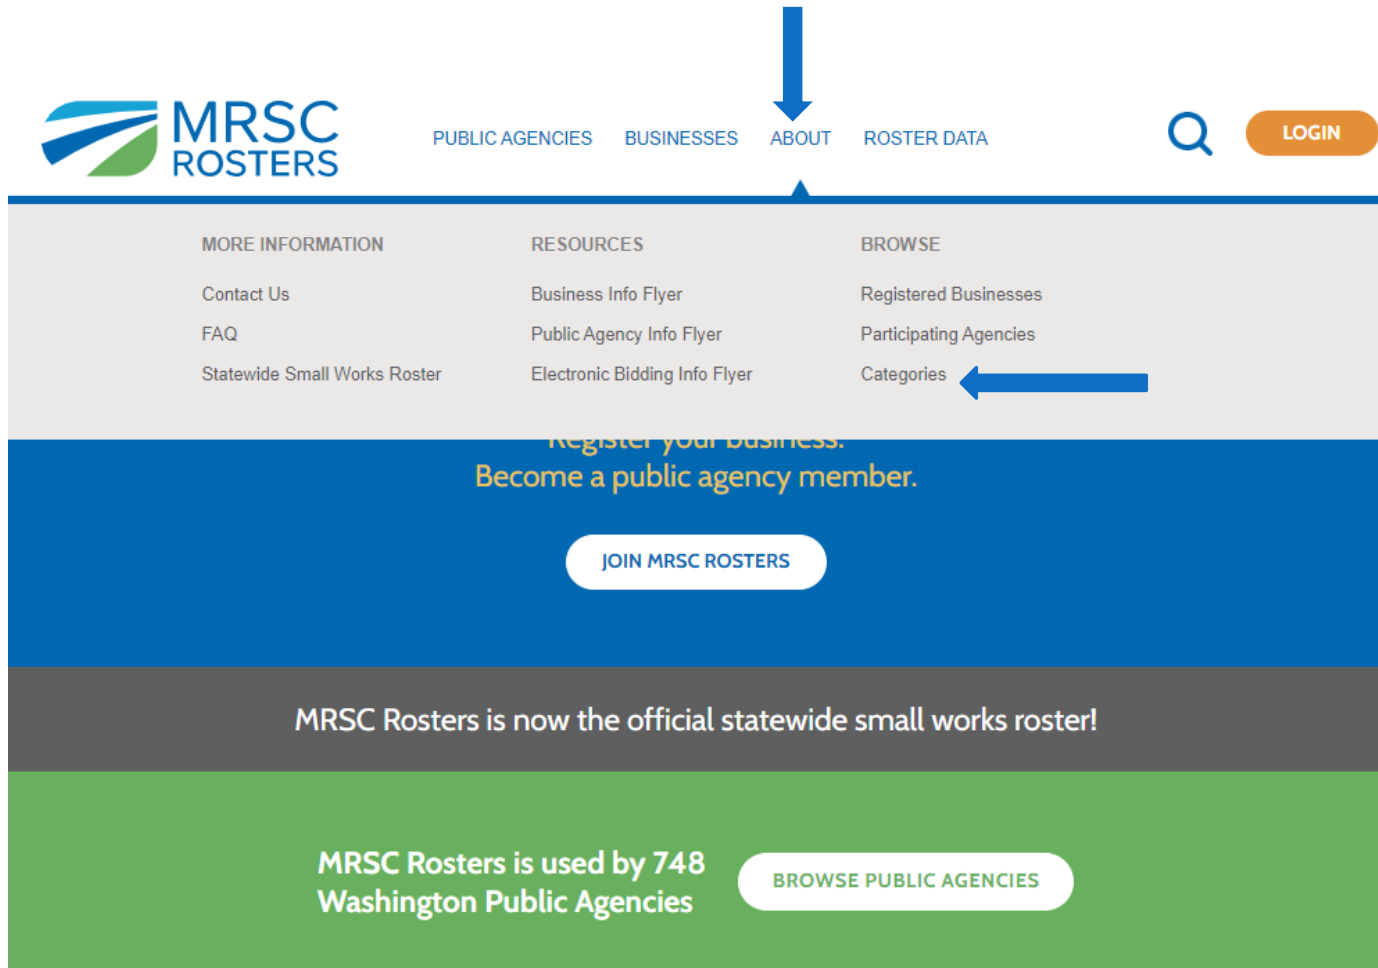 MRSC
ROSTERS
PUBLIC AGENCIES BUSINESSES ABOUT ROSTER DATA
LOGIN
MORE INFORMATION
Contact Us
FAQ
Statewide Small Works Roster
RESOURCES
Business Info Flyer
Public Agency Info Flyer
Electronic Bidding Info Flyer
BROWSE
Registered Businesses
Participating Agencies
Categories
Register your business.
Become a public agency member.
JOIN MRSC ROSTERS
MRSC Rosters is now the official statewide small works roster!
MRSC Rosters is used by 748
Washington Public Agencies
BROWSE PUBLIC AGENCIES